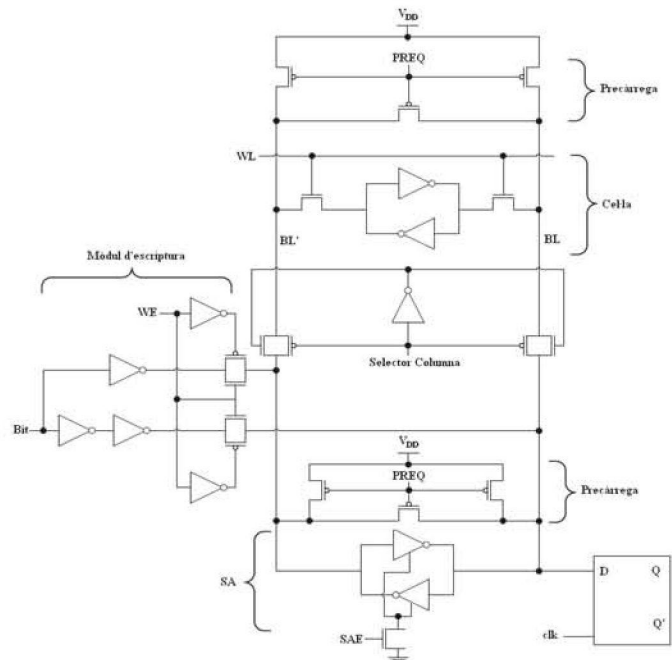 VDD
PREQ
Precàrrega
WL
Cel·la
BL'
BL
Mòdul d'escriptura
WE
Selector Columna
Bit
VDD
PREQ
Precàrrega
SA
D
Q
Q'
clk
SAE